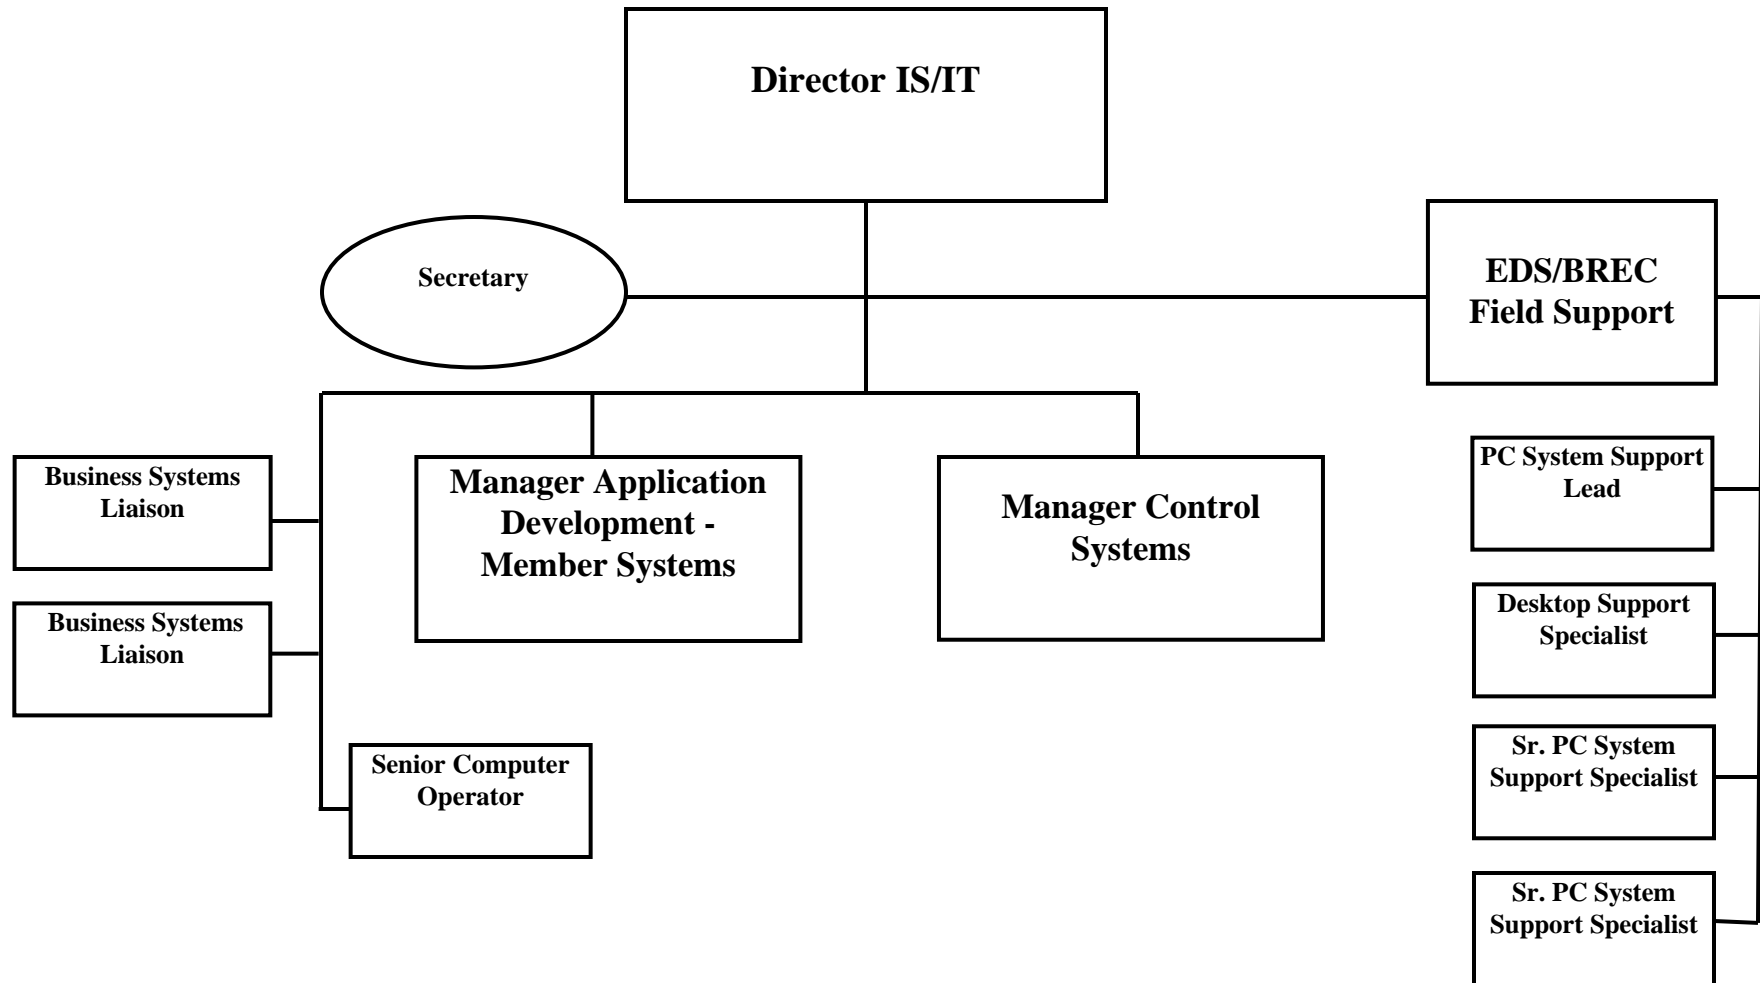 Director IS/IT
Secretary
EDS/BREC
Field Support
Business Systems
Liaison
Business Systems
Liaison
Manager Application
Development -
Member Systems
Manager Control
Systems
Senior Computer
Operator
PC System Support
Lead
Desktop Support
Specialist
Sr. PC System
Support Specialist
Sr. PC System
Support Specialist